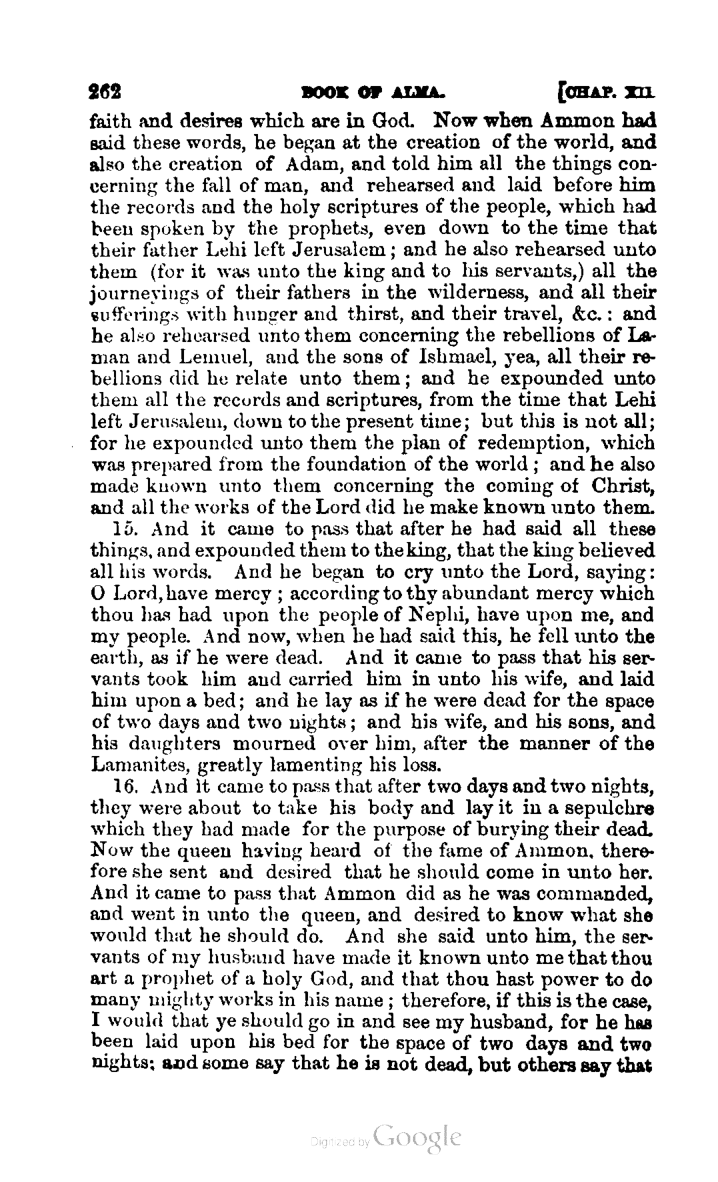 262 BOOK OF ALMA. [CHAP. XII.
faith and desires which are in God. Now when Ammon had
said these words, he began at the creation of the world, and
also the creation of Adam, and told him all the things con-
cerning the fall of man, and rehearsed and laid before him
the records and the holy scriptures of the people, which had
been spoken by the prophets, even down to the time that
their father Lehi left Jerusalem; and he also rehearsed unto
them (for it was unto the king and to his servants,) all the
journeyings of their fathers in the wilderness, and all their
sufferings with hunger and thirst, and their travel, &c.: and
he also rehearsed unto them concerning the rebellions of La-
man and Lemuel, and the sons of Ishmael, yea, all their re-
bellions did he relate unto them; and he expounded unto
them all the records and scriptures, from the time that Lehi
left Jerusalem, down to the present time; but this is not all;
for he expounded unto them the plan of redemption, which
was prepared from the foundation of the world; and he also
made known unto them concerning the coming of Christ,
and all the works of the Lord did he make known unto them.
15. And it came to pass that after he had said all these
things, and expounded them to the king, that the king believed
all his words. And he began to cry unto the Lord, saying:
O Lord, have mercy; according to thy abundant mercy which
thou has had upon the people of Nephi, have upon me, and
my people. And now, when he had said this, he fell unto the
earth, as if he were dead. And it came to pass that his ser-
vants took him and carried him in unto his wife, and laid
him upon a bed; and he lay as if he were dead for the space
of two days and two nights; and his wife, and his sons, and
his daughters mourned over him, after the manner of the
Lamanites, greatly lamenting his loss.
16. And it came to pass that after two days and two nights,
they were about to take his body and lay it in a sepulchre
which they had made for the purpose of burying their dead.
Now the queen having heard of the fame of Ammon, there-
fore she sent and desired that he should come in unto her.
And it came to pass that Ammon did as he was commanded,
and went in unto the queen, and desired to know what she
would that he should do. And she said unto him, the ser-
vants of my husband have made it known unto me that thou
art a prophet of a holy God, and that thou hast power to do
many mighty works in his name; therefore, if this is the case,
I would that ye should go in and see my husband, for he has
been laid upon his bed for the space of two days and two
nights; and some say that he is not dead, but others say that
Digitized by Google